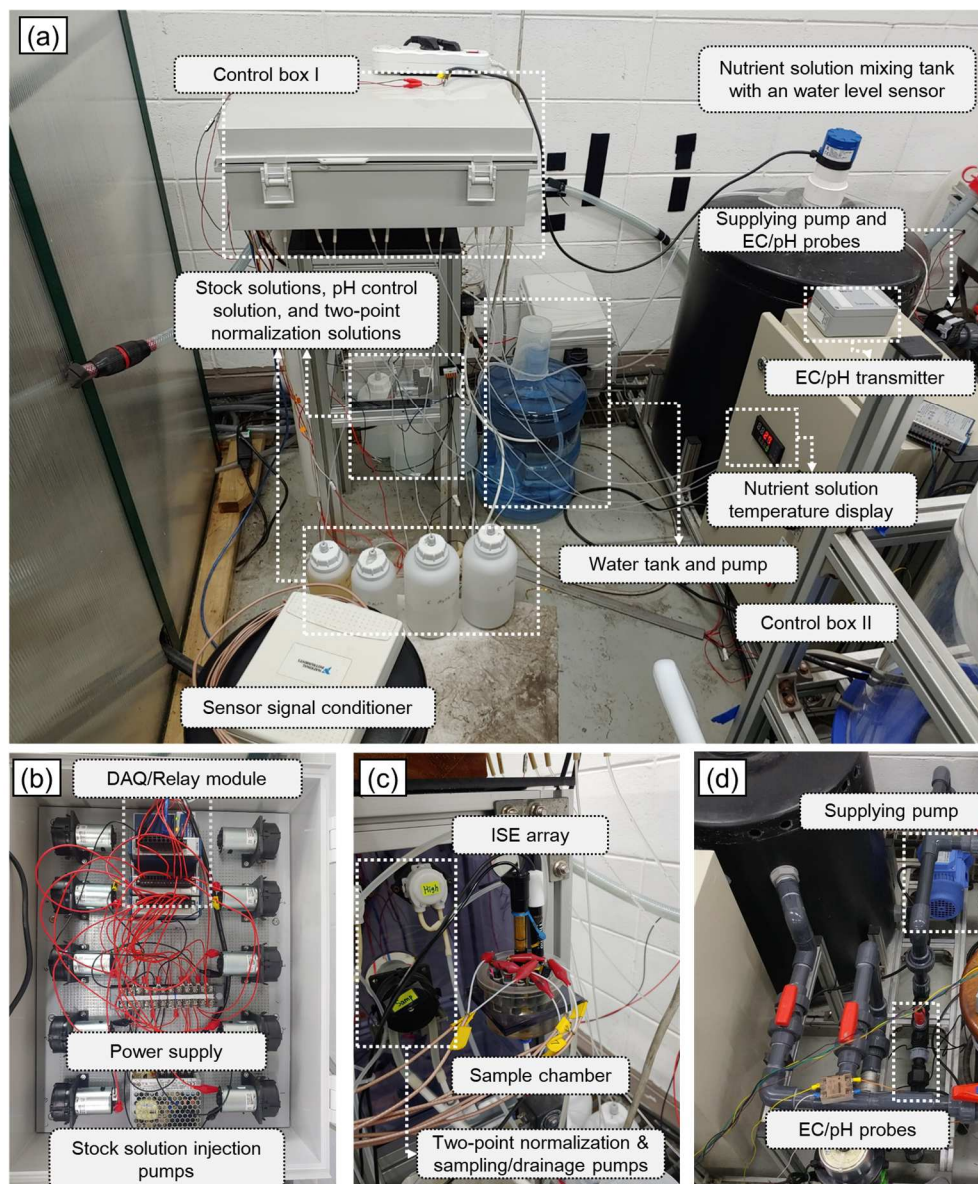 (a)
Control box I
Nutrient solution mixing tank
with an water level sensor
Supplying pump and
EC/pH probes
Stock solutions, pH control
solution, and two-point
normalization solutions
EC/pH transmitter
Nutrient solution
temperature display
Water tank and pump
Control box II
NATIONAL
INSTRUMENTS
Sensor signal conditioner
(b)
DAQ/Relay module
Power supply
Stock solution injection
pumps
(c)
ISE array
High
Sample chamber
Two-point normalization &
sampling/drainage pumps
(d)
Supplying pump
EC/pH probes